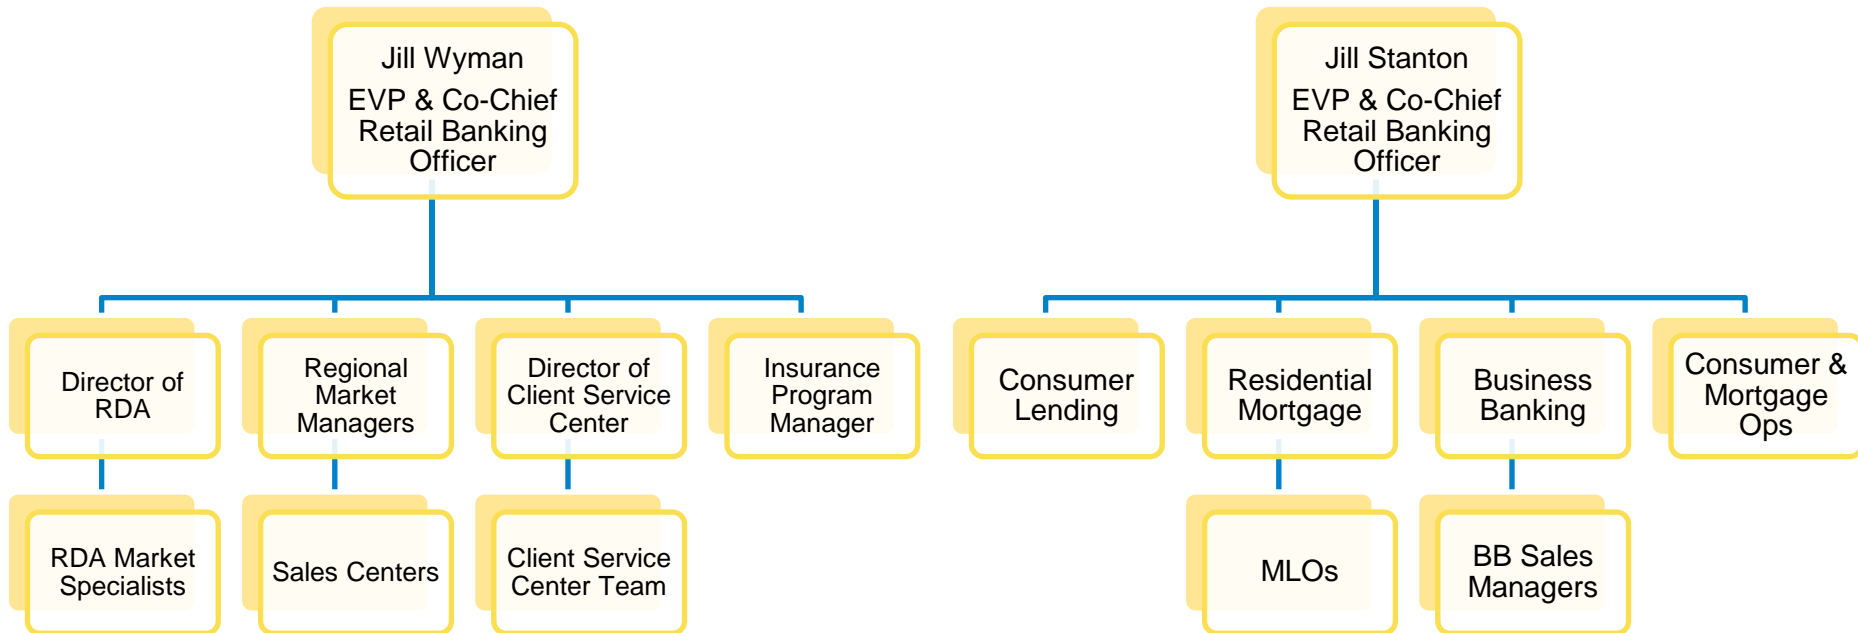 Jill Wyman
EVP & Co-Chief
Retail Banking
Officer
Jill Stanton
EVP & Co-Chief
Retail Banking
Officer
Director of
RDA
Regional
Market
Managers
Director of
Client Service
Center
Insurance
Program
Manager
Consumer
Lending
Residential
Mortgage
Business
Banking
Consumer &
Mortgage
Ops
RDA Market
Specialists
Sales Centers
Client Service
Center Team
MLOs
BB Sales
Managers